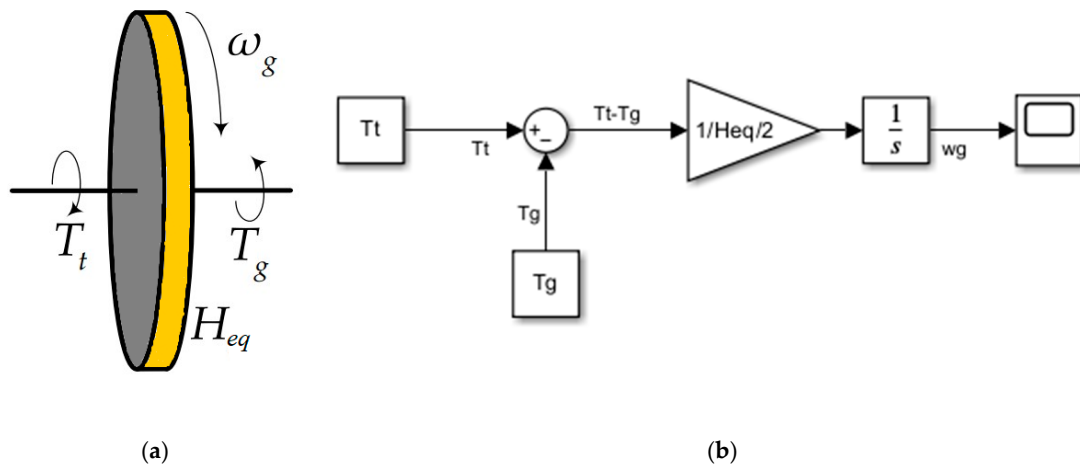 ω_g
T_t
T_g
H_eq
(a)
Tt
Tt
+
−
Tg
Tg
Tt-Tg
1/Heq/2
1
s
wg
(b)